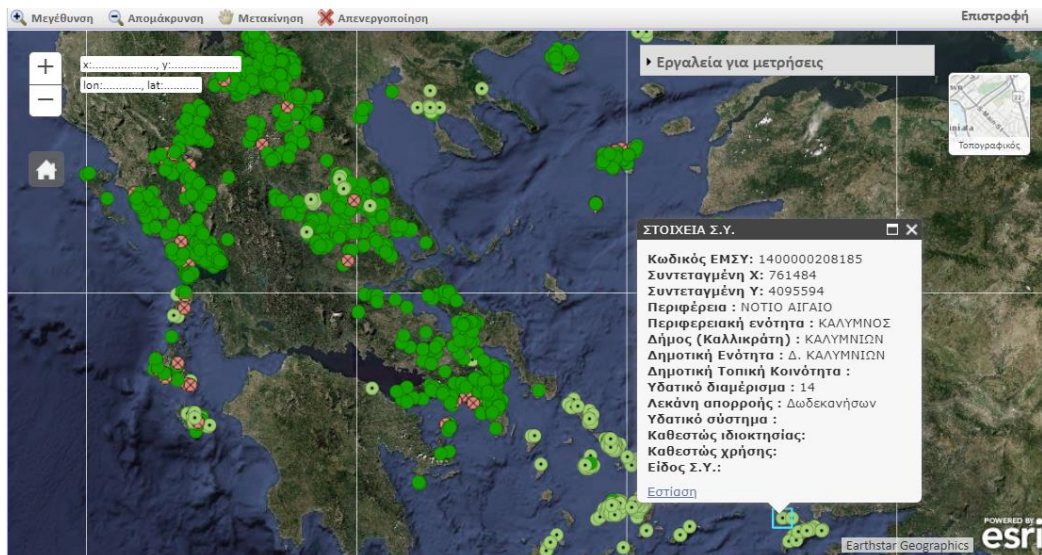 Μεγέθυνση Απομάκρυνση Μετακίνηση Απενεργοποίηση Επιστροφή
+
x:...................., y:....................
Εργαλεία για μετρήσεις
lon:..........., lat:...........
−
Τοπογραφικός
ΣΤΟΙΧΕΙΑ Σ.Υ.
Κωδικός ΕΜΣΥ: 1400000208185
Συντεταγμένη Χ: 761484
Συντεταγμένη Υ: 4095594
Περιφέρεια : ΝΟΤΙΟ ΑΙΓΑΙΟ
Περιφερειακή ενότητα : ΚΑΛΥΜΝΟΣ
Δήμος (Καλλικράτη) : ΚΑΛΥΜΝΙΩΝ
Δημοτική Ενότητα : Δ. ΚΑΛΥΜΝΙΩΝ
Δημοτική Τοπική Κοινότητα :
Υδατικό διαμέρισμα : 14
Λεκάνη απορροής : Δωδεκανήσων
Υδατικό σύστημα :
Καθεστώς ιδιοκτησίας:
Καθεστώς χρήσης:
Είδος Σ.Υ.:
Εστίαση
POWERED BY
esri
Earthstar Geographics